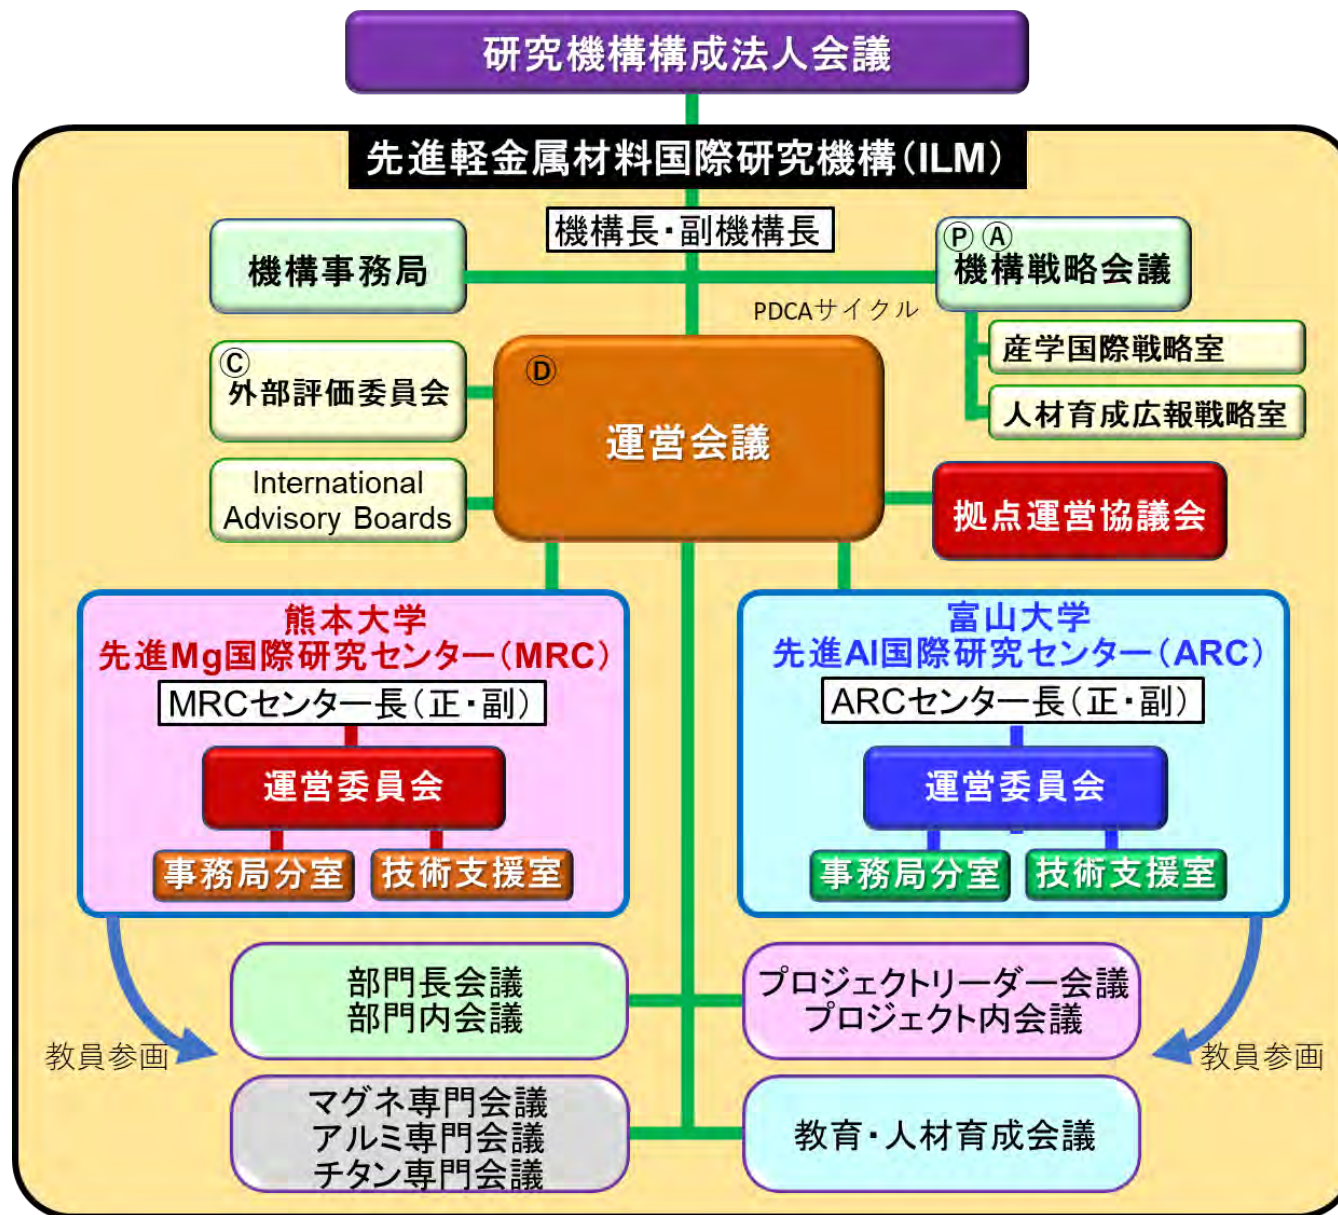 研究機構構成法人会議
先進軽金属材料国際研究機構(ILM)
機構長・副機構長
機構事務局
Ⓟ Ⓐ
機構戦略会議
PDCAサイクル
産学国際戦略室
人材育成広報戦略室
Ⓒ
外部評価委員会
Ⓓ
運営会議
International
Advisory Boards
拠点運営協議会
熊本大学
先進Mg国際研究センター(MRC)
MRCセンター長(正・副)
運営委員会
事務局分室
技術支援室
富山大学
先進Al国際研究センター(ARC)
ARCセンター長(正・副)
運営委員会
事務局分室
技術支援室
教員参画
部門長会議
部門内会議
プロジェクトリーダー会議
プロジェクト内会議
教員参画
マグネ専門会議
アルミ専門会議
チタン専門会議
教育・人材育成会議